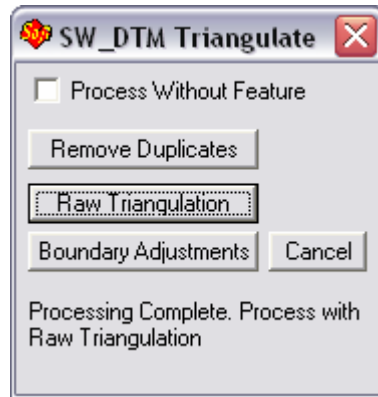 SW_DTM Triangulate
Process Without Feature
Remove Duplicates
Raw Triangulation
Boundary Adjustments Cancel
Processing Complete. Process with
Raw Triangulation